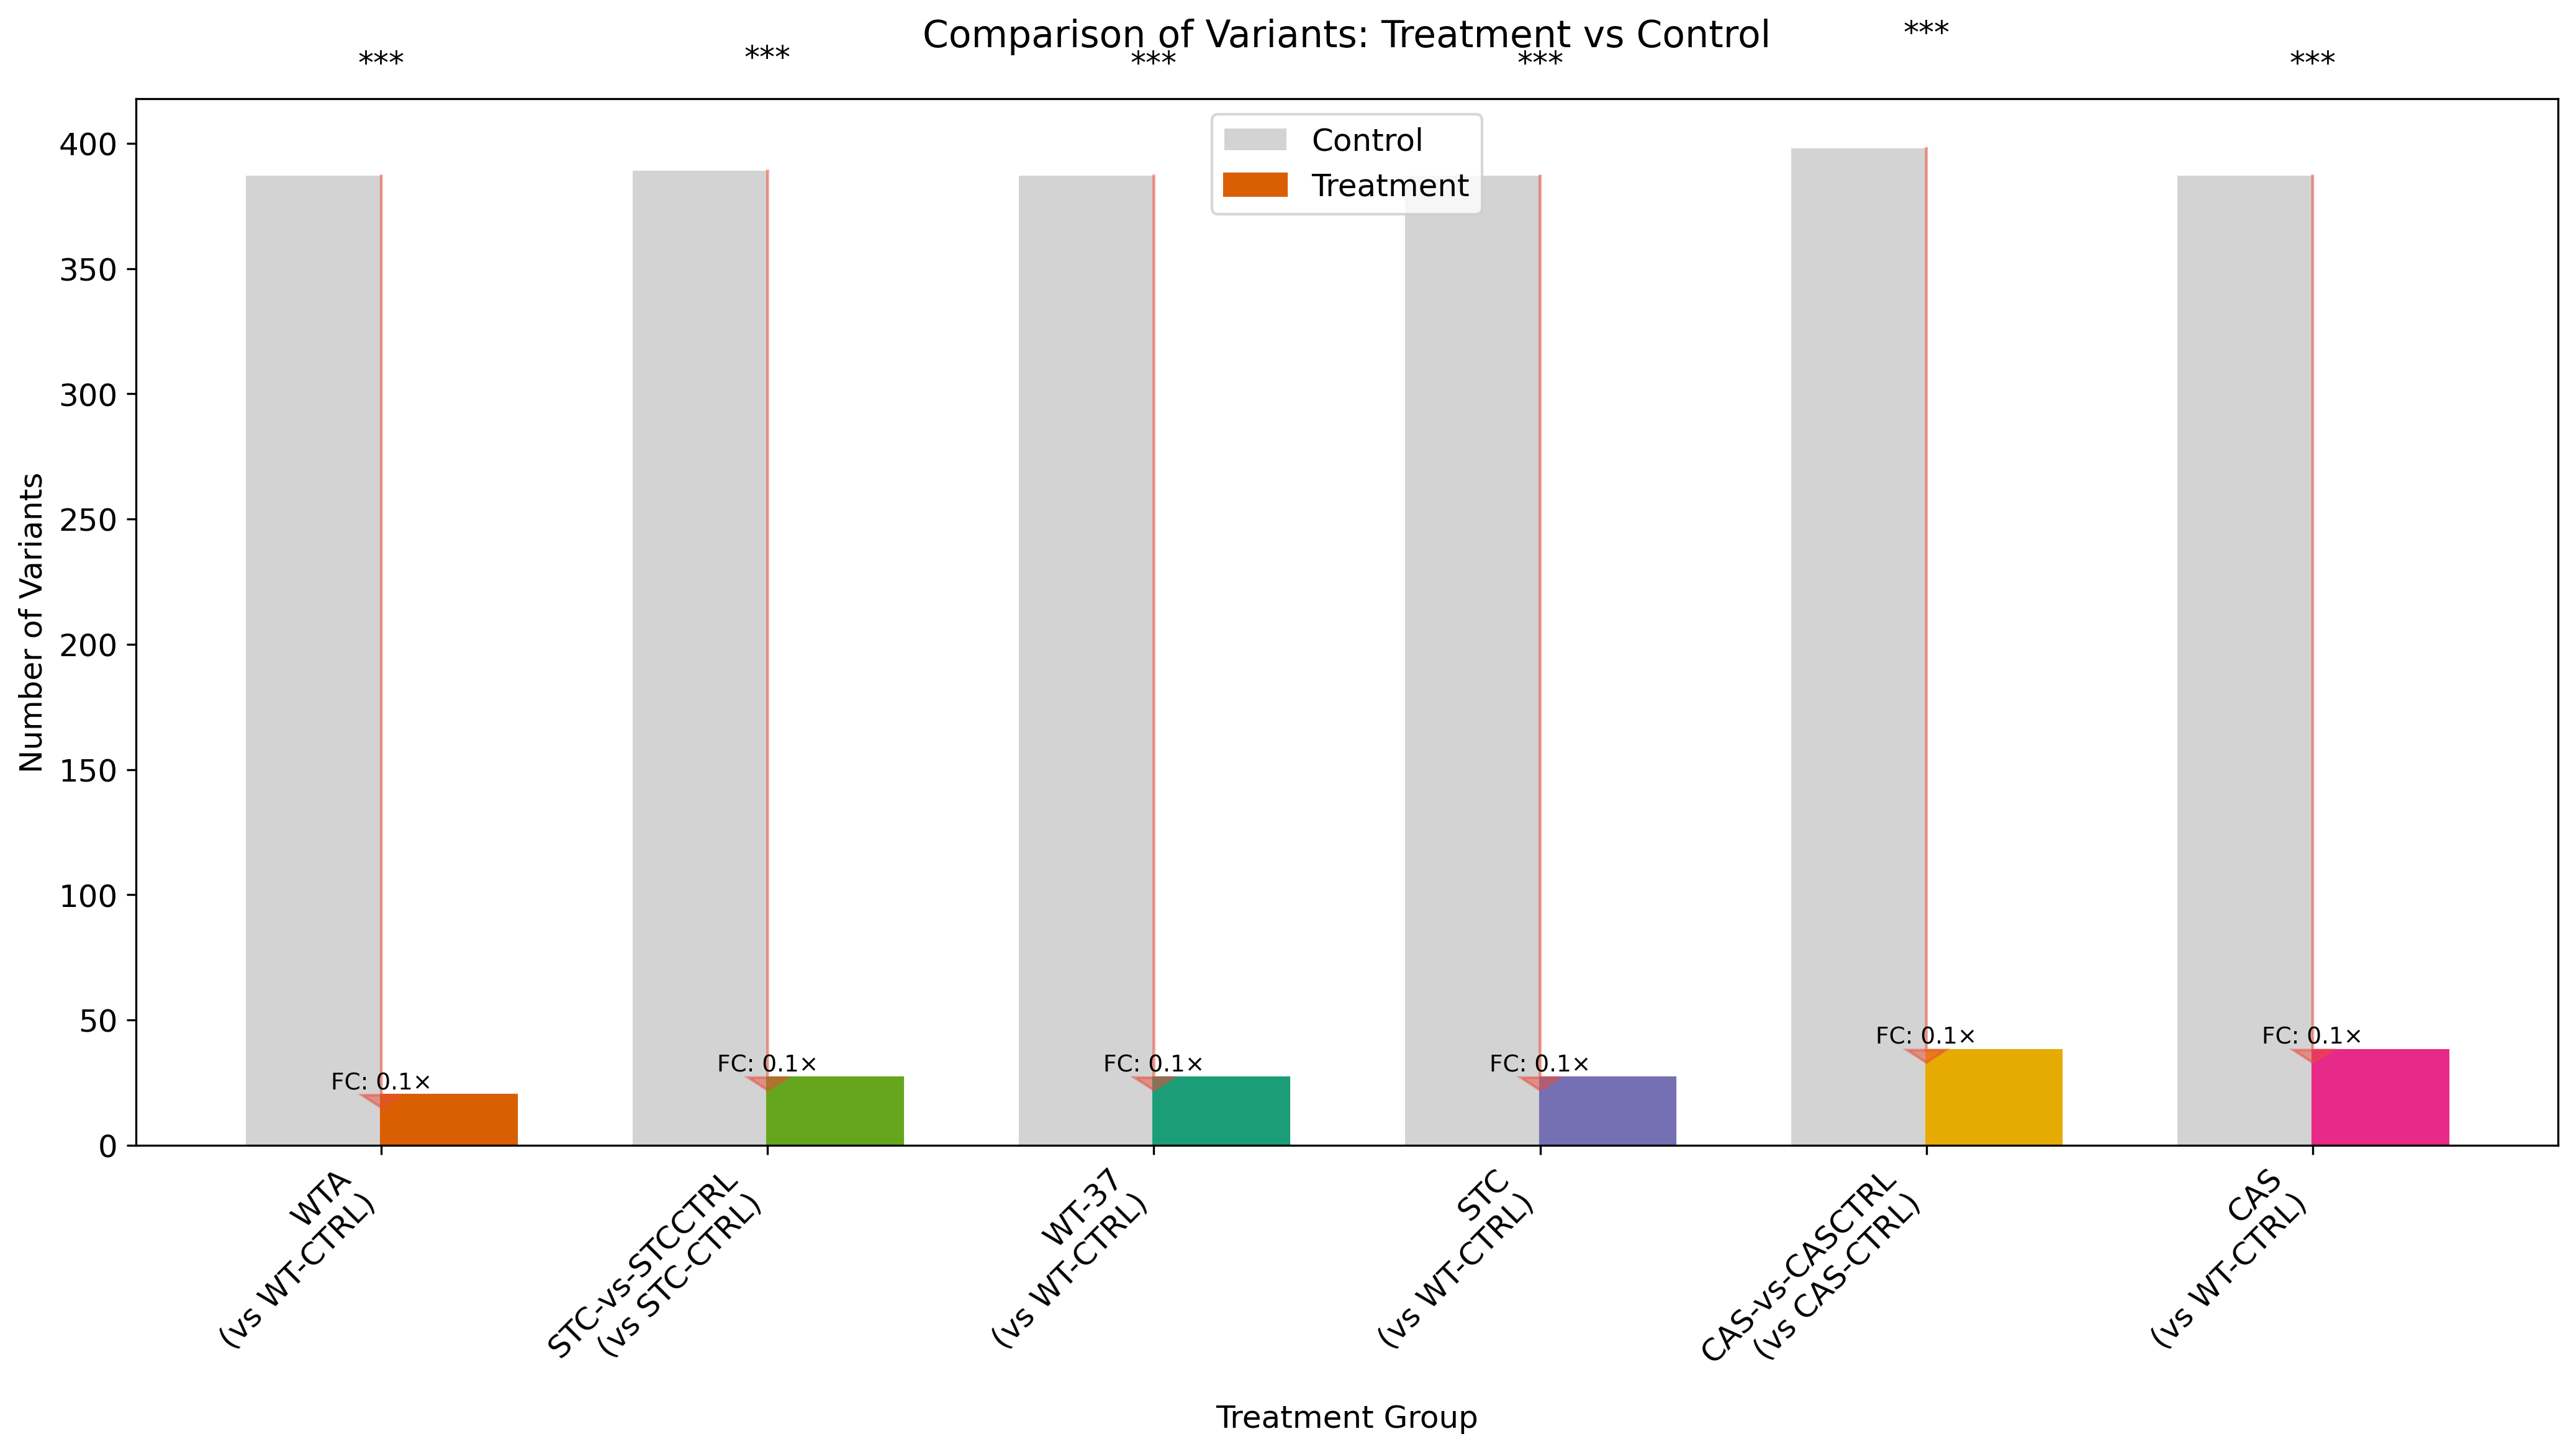 Comparison of Variants: Treatment vs Control
***
***
***
***
***
***
Control
Treatment
Number of Variants
400
350
300
250
200
150
100
50
0
FC: 0.1×
FC: 0.1×
FC: 0.1×
FC: 0.1×
FC: 0.1×
FC: 0.1×
WTA
(vs WT-CTRL)
STC-vs-STCCTRL
(vs STC-CTRL)
WT-37
(vs WT-CTRL)
STC
(vs WT-CTRL)
CAS-vs-CASCTRL
(vs CAS-CTRL)
CAS
(vs WT-CTRL)
Treatment Group